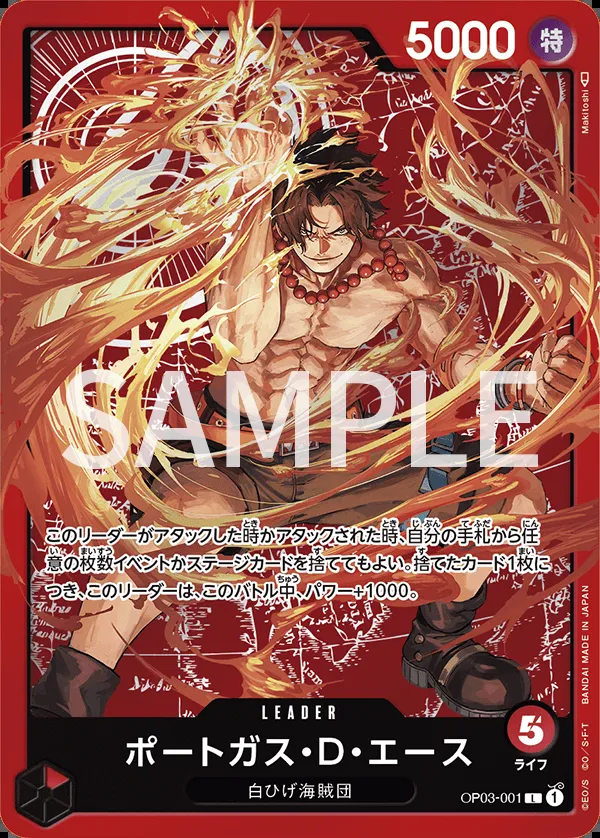 5000 特
Makitoshi
SAMPLE
このリーダーがアタックした時かアタックされた時、自分の手札から任
意の枚数イベントかステージカードを捨ててもよい。捨てたカード1枚に
つき、このリーダーは、このバトル中、パワー+1000。
LEADER
ポートガス・D・エース
白ひげ海賊団
5
ライフ
OP03-001 L 1
©E.O/S ©O/S・F・T BANDAI MADE IN JAPAN